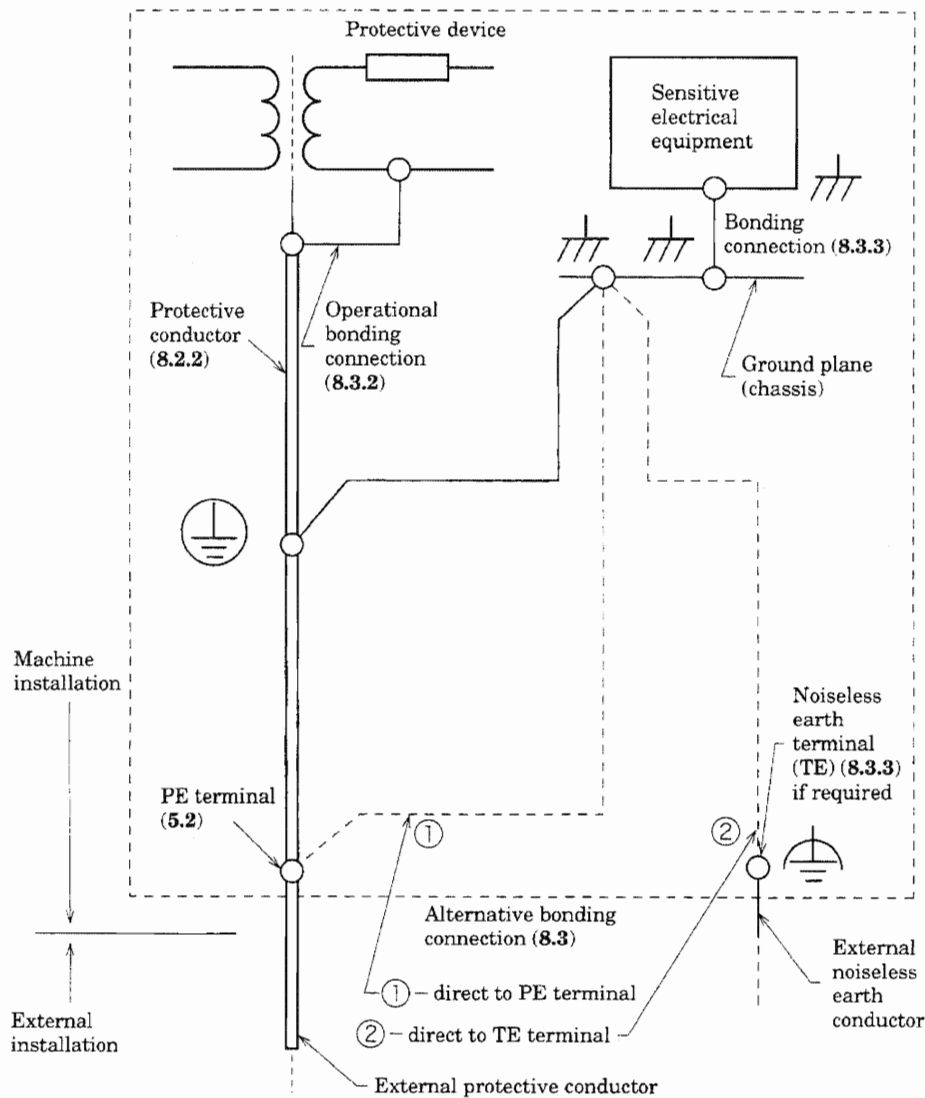 Protective device
Sensitive
electrical
equipment
Bonding
connection (8.3.3)
Protective
conductor
(8.2.2)
Operational
bonding
connection
(8.3.2)
Ground plane
(chassis)
Machine
installation
Noiseless
earth
terminal
(TE) (8.3.3)
if required
PE terminal
(5.2)
①
②
Alternative bonding
connection (8.3)
① – direct to PE terminal
② – direct to TE terminal
External
noiseless
earth
conductor
External
installation
External protective conductor